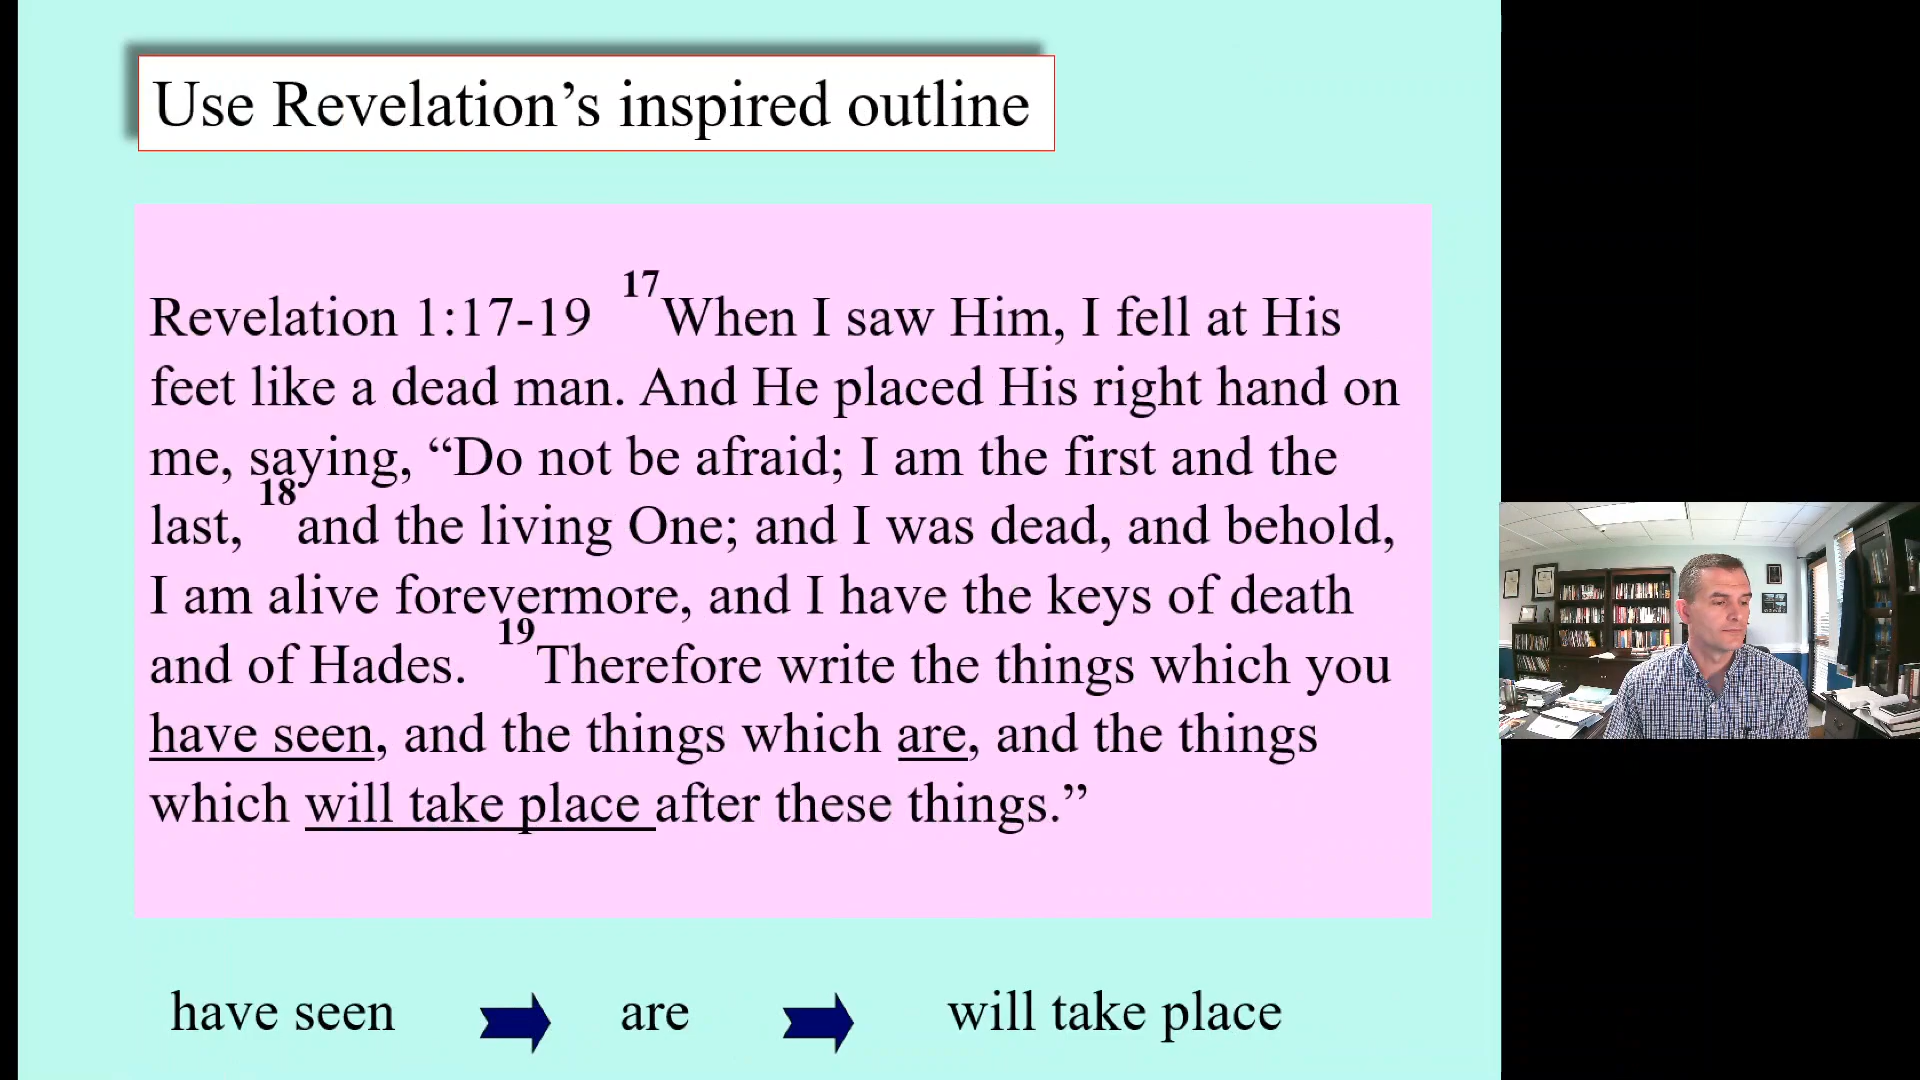 Use Revelation’s inspired outline
Revelation 1:17-19 17When I saw Him, I fell at His
feet like a dead man. And He placed His right hand on
me, saying, “Do not be afraid; I am the first and the
last, 18and the living One; and I was dead, and behold,
I am alive forevermore, and I have the keys of death
and of Hades. 19Therefore write the things which you
have seen, and the things which are, and the things
which will take place after these things.”
have seen are will take place